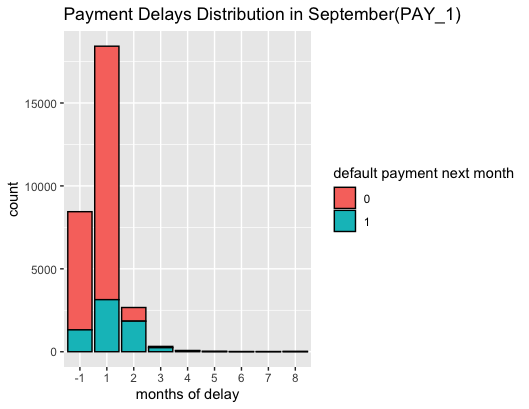 Payment Delays Distribution in September(PAY_1)
15000
10000
5000
0
count
-1 1 2 3 4 5 6 7 8
months of delay
default payment next month
0
1